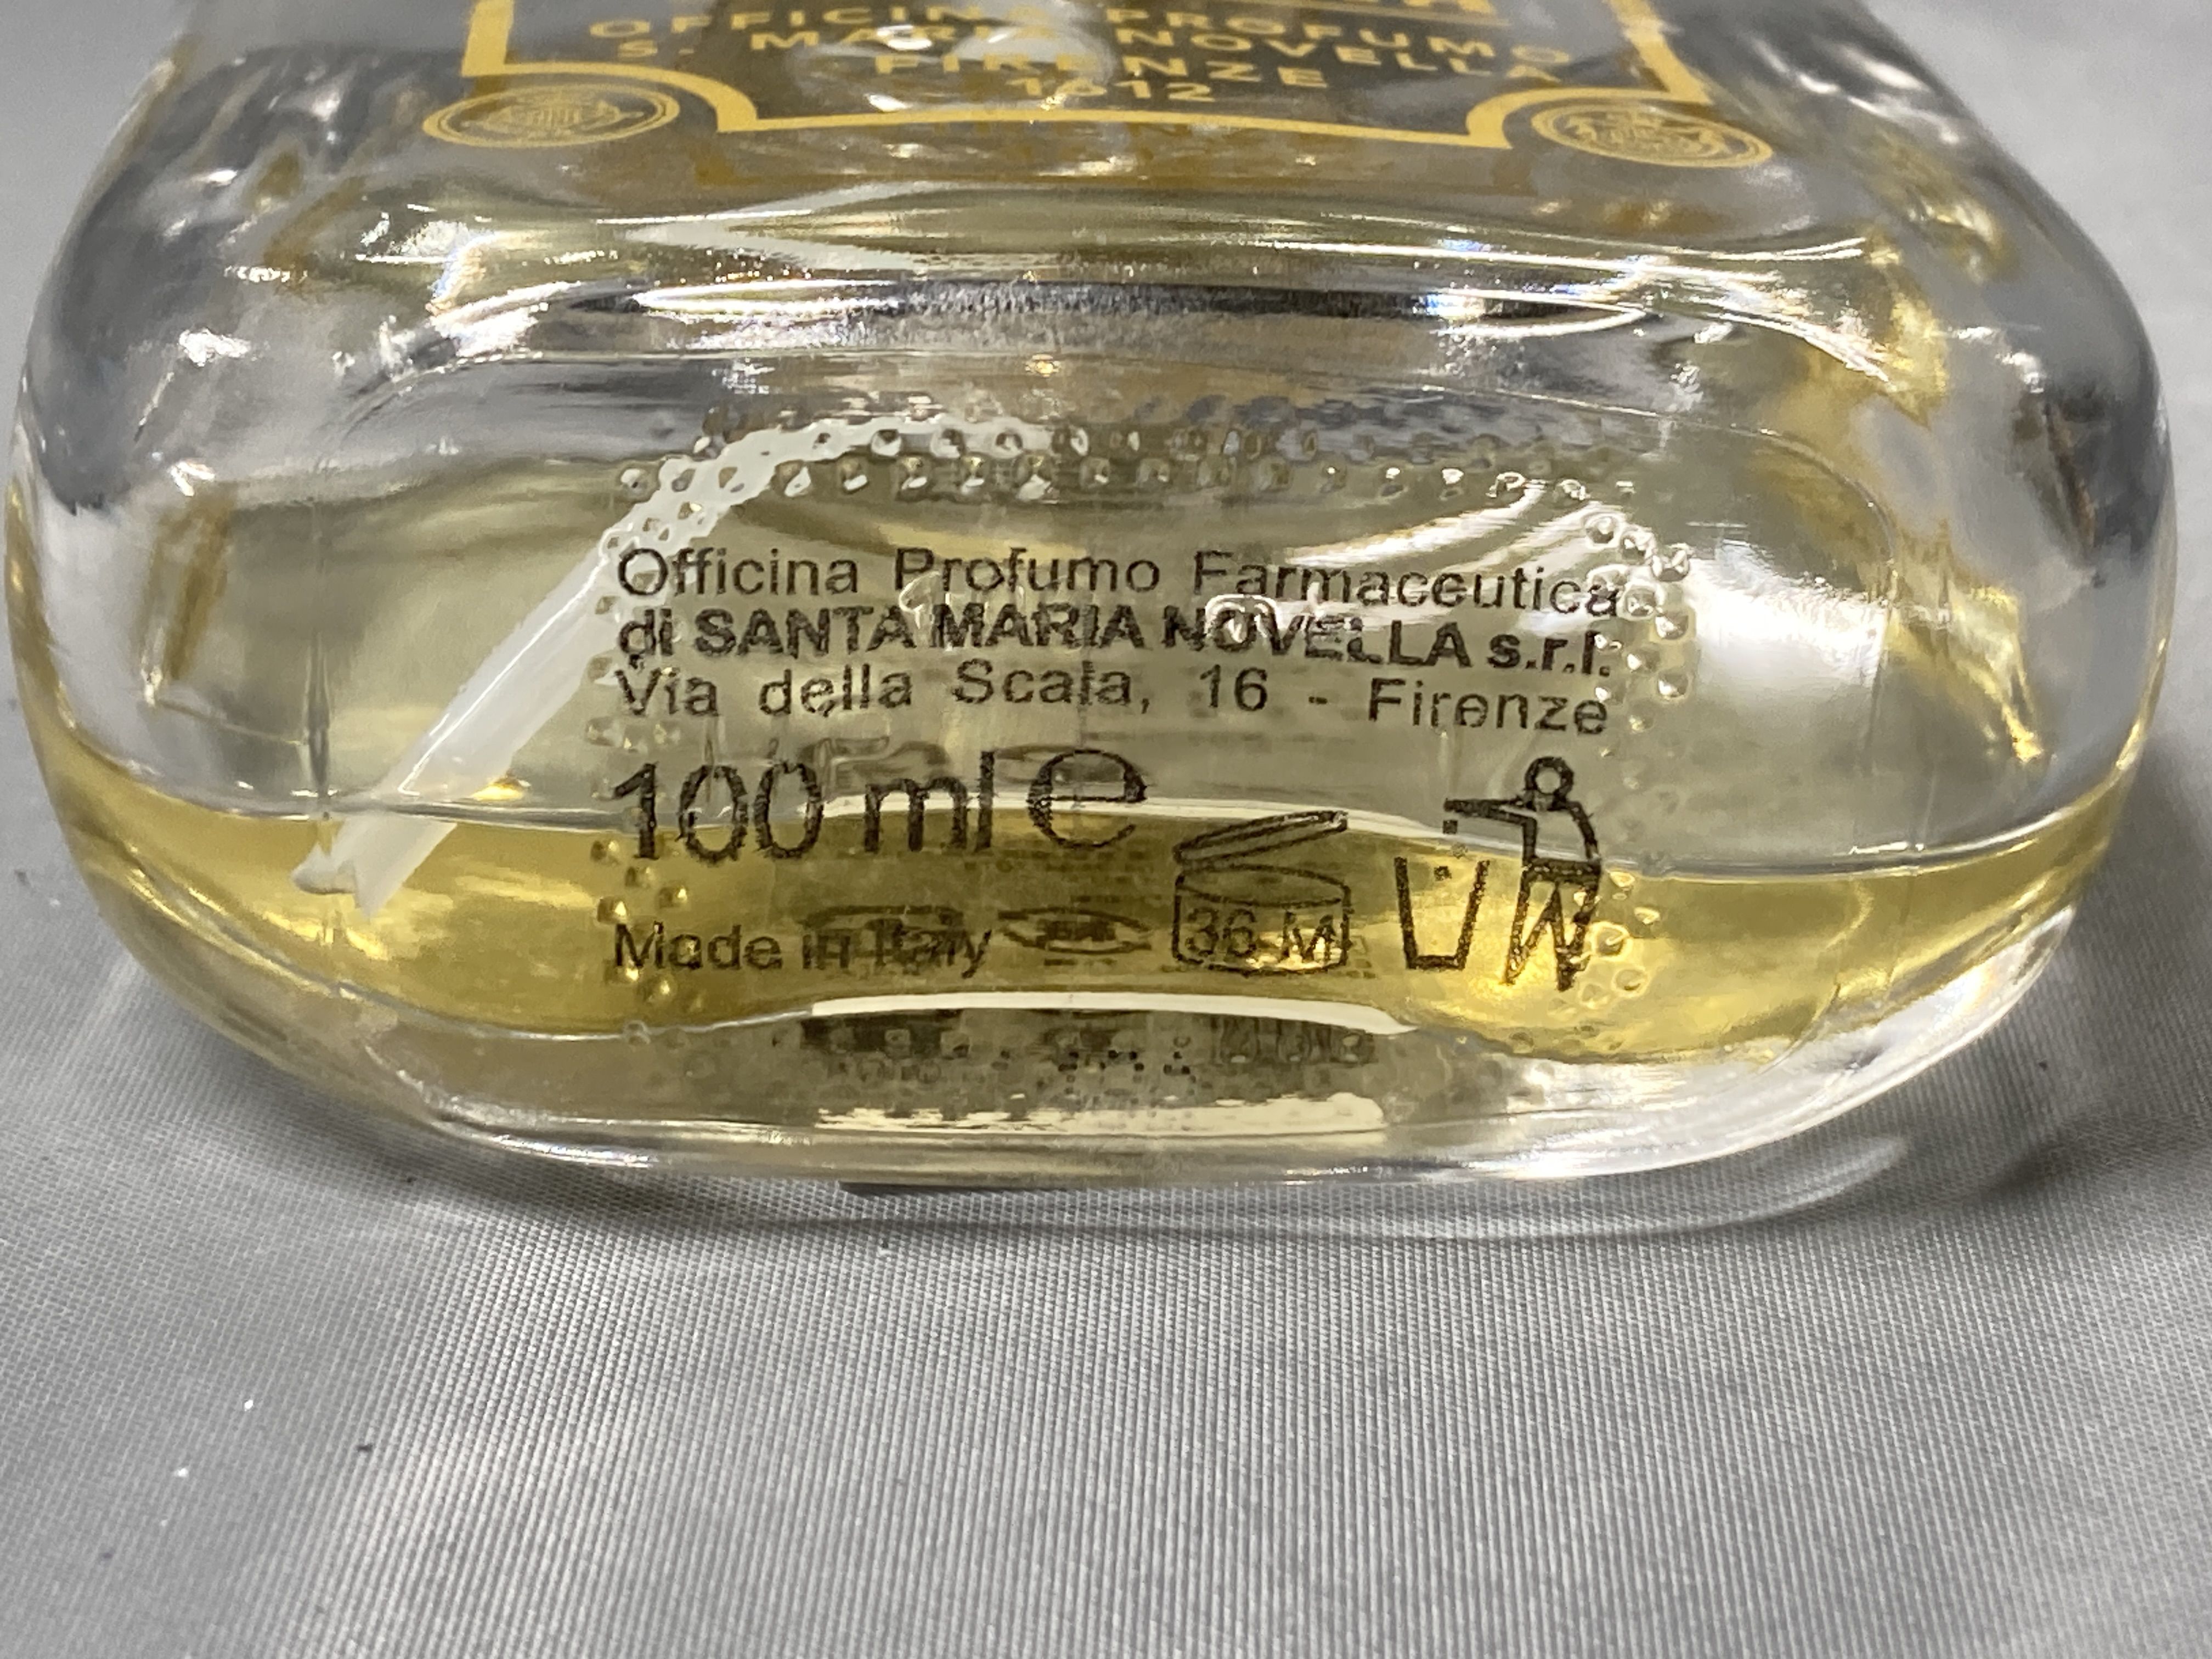 OFFICINA PROFUMO
S. MARIA NOVELLA
FIRENZE
1612
Officina Profumo Farmaceutica
di SANTA MARIA NOVELLA s.r.l.
Via della Scala, 16 - Firenze
100 ml e
36 M
Made in Italy